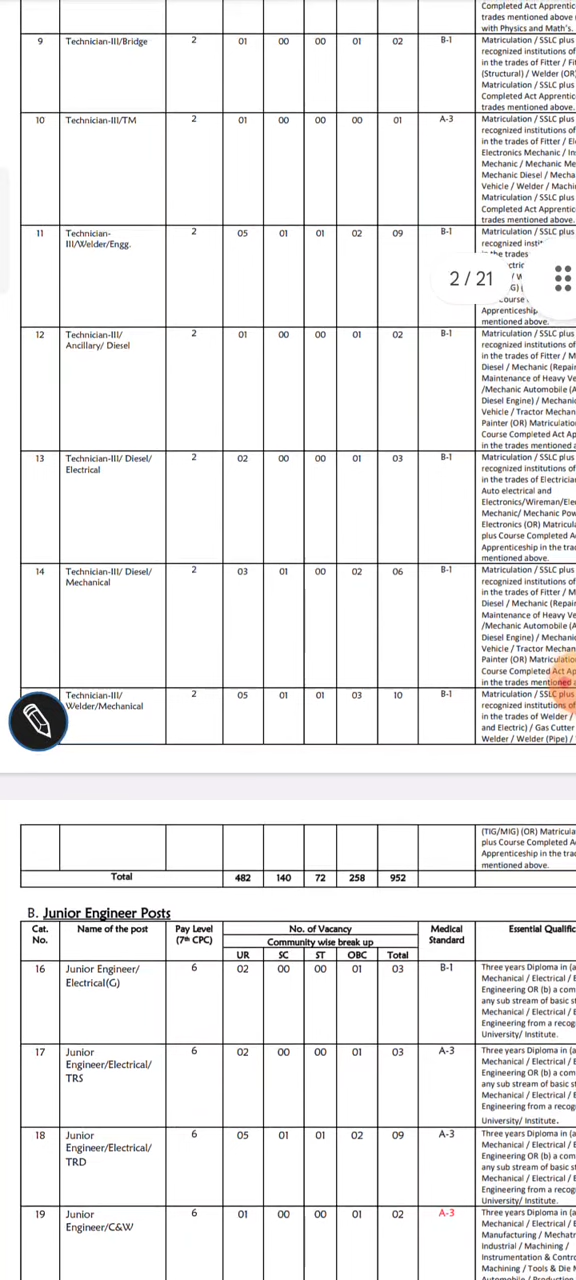 Completed Act Apprentic
trades mentioned above
with Physics and Math's.
9 Technician-III/Bridge 2 01 00 00 01 02 B-1 Matriculation / SSLC plus
recognized institutions of
in the trades of Fitter / Fi
(Structural) / Welder (OR)
Matriculation / SSLC plus
Completed Act Apprentic
trades mentioned above.
10 Technician-III/TM 2 01 00 00 00 01 A-3 Matriculation / SSLC plus
recognized institutions of
in the trades of Fitter / El
Electronics Mechanic / In
Mechanic / Mechanic Me
Mechanic Diesel / Mecha
Vehicle / Welder / Machi
Matriculation / SSLC plus
Completed Act Apprentic
trades mentioned above.
11 Technician-
III/Welder/Engg. 2 05 01 01 02 09 B-1 Matriculation / SSLC plus
recognized insti
the trades
ctric
G) (
course
Apprenticeship
mentioned above.
2 / 21
12 Technician-III/
Ancillary/ Diesel 2 01 00 00 01 02 B-1 Matriculation / SSLC plus
recognized institutions of
in the trades of Fitter / M
Diesel / Mechanic (Repair
Maintenance of Heavy Ve
/Mechanic Automobile (A
Diesel Engine) / Mechanic
Vehicle / Tractor Mechan
Painter (OR) Matriculatio
Course Completed Act Ap
in the trades mentioned a
13 Technician-III/ Diesel/
Electrical 2 02 00 00 01 03 B-1 Matriculation / SSLC plus
recognized institutions of
in the trades of Electricia
Auto electrical and
Electronics/Wireman/Ele
Mechanic/ Mechanic Pow
Electronics (OR) Matricula
plus Course Completed A
Apprenticeship in the tra
mentioned above.
14 Technician-III/ Diesel/
Mechanical 2 03 01 00 02 06 B-1 Matriculation / SSLC plus
recognized institutions of
in the trades of Fitter / M
Diesel / Mechanic (Repair
Maintenance of Heavy Ve
/Mechanic Automobile (A
Diesel Engine) / Mechanic
Vehicle / Tractor Mechan
Painter (OR) Matriculation
Course Completed Act Ap
in the trades mentioned a
Technician-III/
Welder/Mechanical 2 05 01 01 03 10 B-1 Matriculation / SSLC plus
recognized institutions of
in the trades of Welder /
and Electric) / Gas Cutter
Welder / Welder (Pipe) /
(TIG/MIG) (OR) Matricula
plus Course Completed A
Apprenticeship in the tra
mentioned above.
Total 482 140 72 258 952
B. Junior Engineer Posts
Cat.
No. Name of the post Pay Level
(7th CPC) No. of Vacancy
Community wise break up
UR SC ST OBC Total Medical
Standard Essential Qualific
16 Junior Engineer/
Electrical(G) 6 02 00 00 01 03 B-1 Three years Diploma in (a
Mechanical / Electrical / E
Engineering OR (b) a com
any sub stream of basic st
Mechanical / Electrical / E
Engineering from a recog
University/ Institute.
17 Junior
Engineer/Electrical/
TRS 6 02 00 00 01 03 A-3 Three years Diploma in (a
Mechanical / Electrical / E
Engineering OR (b) a com
any sub stream of basic st
Mechanical / Electrical / E
Engineering from a recog
University/ Institute.
18 Junior
Engineer/Electrical/
TRD 6 05 01 01 02 09 A-3 Three years Diploma in (a
Mechanical / Electrical / E
Engineering OR (b) a com
any sub stream of basic st
Mechanical / Electrical / E
Engineering from a recog
University/ Institute.
19 Junior
Engineer/C&W 6 01 00 00 01 02 A-3 Three years Diploma in (a
Mechanical / Electrical / E
Manufacturing / Mechatr
Industrial / Machining /
Instrumentation & Contro
Machining / Tools & Die M